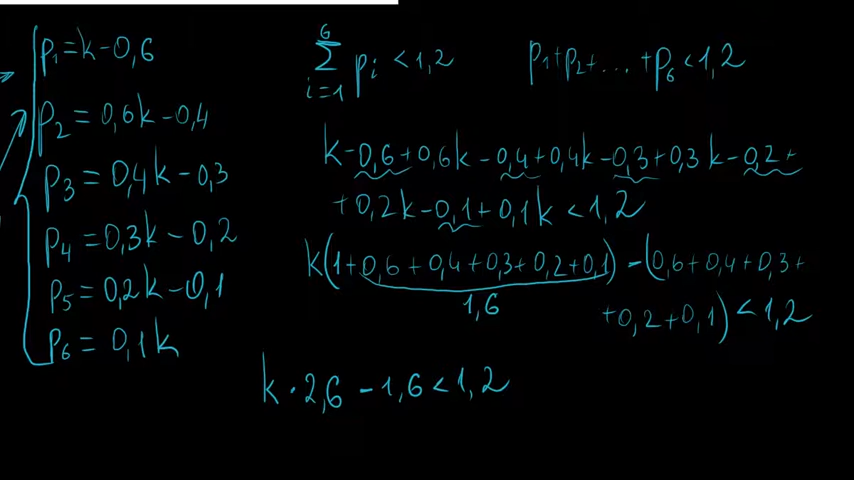 p₁ = k - 0,6
p₂ = 0,6k - 0,4
p₃ = 0,4k - 0,3
p₄ = 0,3k - 0,2
p₅ = 0,2k - 0,1
p₆ = 0,1k
6
∑ pᵢ < 1,2
i=1
p₁+p₂+...+p₆ < 1,2
k - 0,6 + 0,6k - 0,4 + 0,4k - 0,3 + 0,3k - 0,2 +
+ 0,2k - 0,1 + 0,1k < 1,2
k(1 + 0,6 + 0,4 + 0,3 + 0,2 + 0,1) - (0,6 + 0,4 + 0,3 +
1,6
+ 0,2 + 0,1) < 1,2
k · 2,6 - 1,6 < 1,2